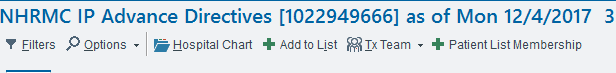 NHRMC IP Advance Directives [1022949666] as of Mon 12/4/2017 3
Filters Options Hospital Chart Add to List Tx Team Patient List Membership